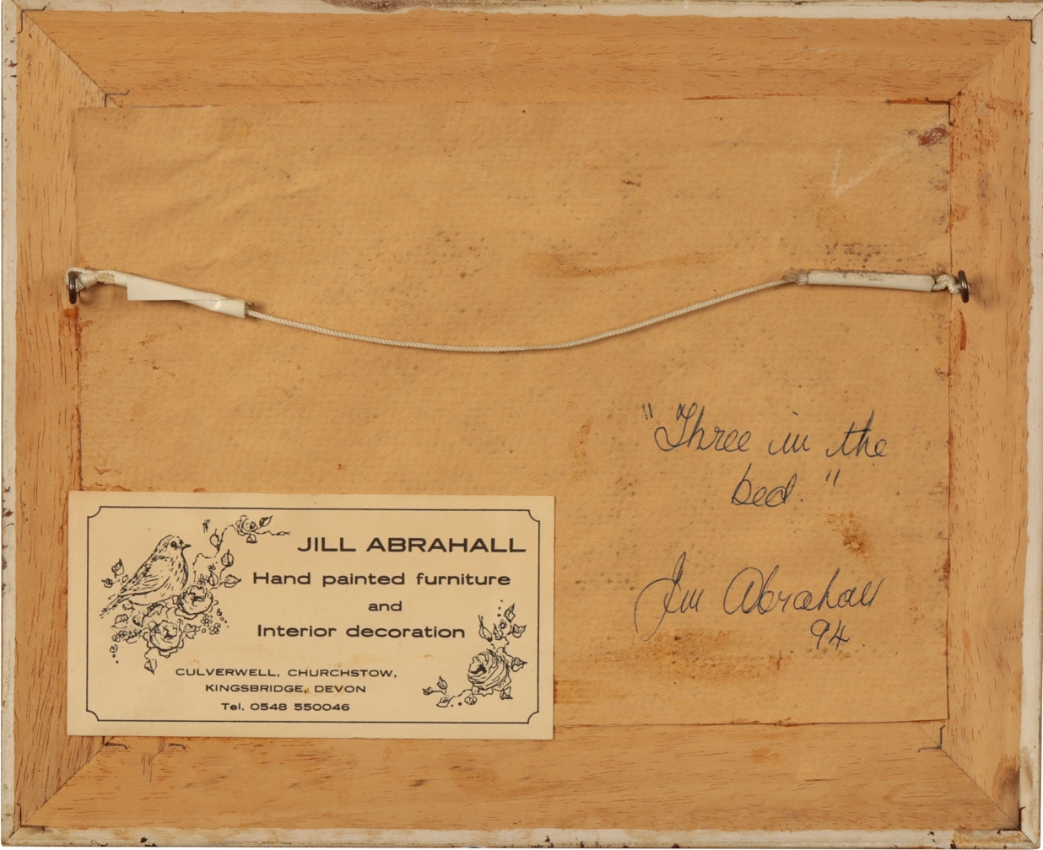 "Three in the
bed."
Jill Abrahall
94
JILL ABRAHALL
Hand painted furniture
and
Interior decoration
CULVERWELL, CHURCHSTOW,
KINGSBRIDGE, DEVON
Tel. 0548 550046